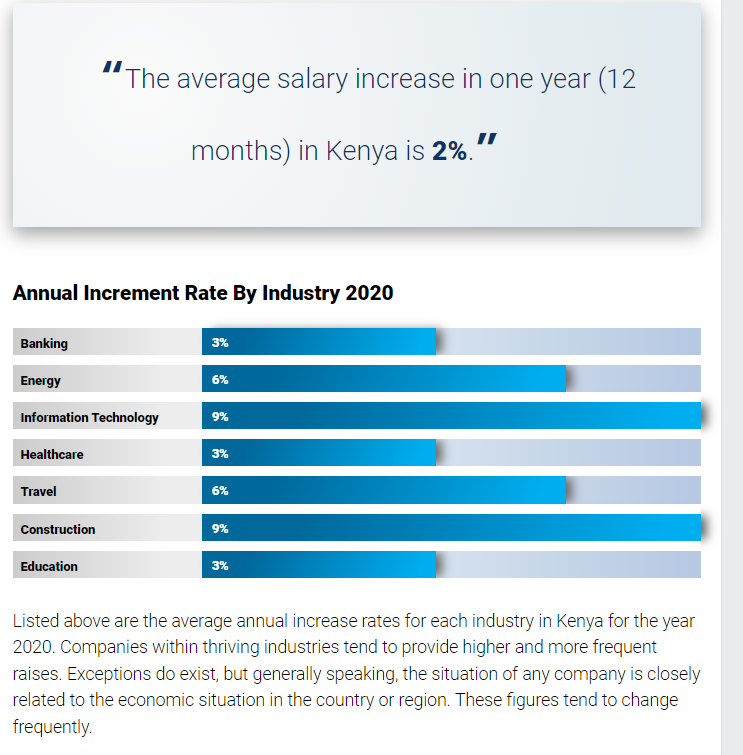 “The average salary increase in one year (12
months) in Kenya is 2%.”
Annual Increment Rate By Industry 2020
Banking 3%
Energy 6%
Information Technology 9%
Healthcare 3%
Travel 6%
Construction 9%
Education 3%
Listed above are the average annual increase rates for each industry in Kenya for the year
2020. Companies within thriving industries tend to provide higher and more frequent
raises. Exceptions do exist, but generally speaking, the situation of any company is closely
related to the economic situation in the country or region. These figures tend to change
frequently.